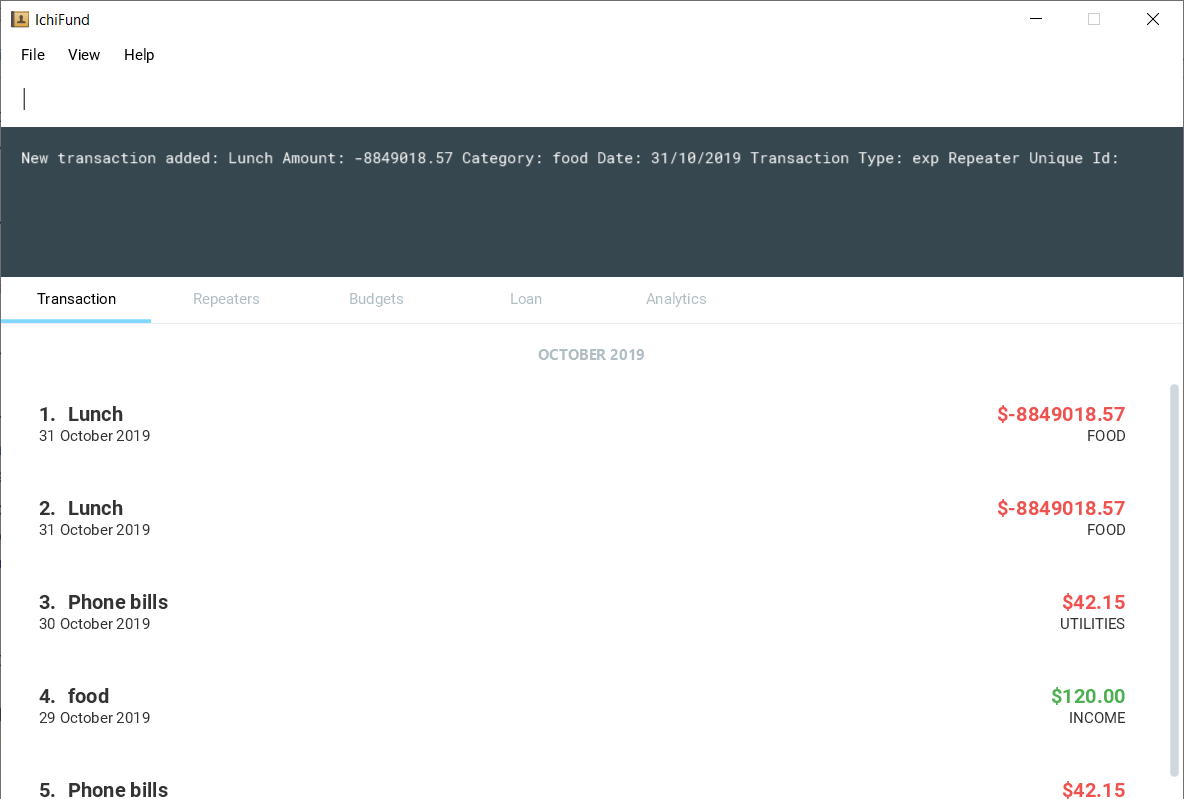 IchiFund
File View Help
New transaction added: Lunch Amount: -8849018.57 Category: food Date: 31/10/2019 Transaction Type: exp Repeater Unique Id:
Transaction Repeaters Budgets Loan Analytics
OCTOBER 2019
1. Lunch $-8849018.57
31 October 2019 FOOD
2. Lunch $-8849018.57
31 October 2019 FOOD
3. Phone bills $42.15
30 October 2019 UTILITIES
4. food $120.00
29 October 2019 INCOME
5. Phone bills $42.15